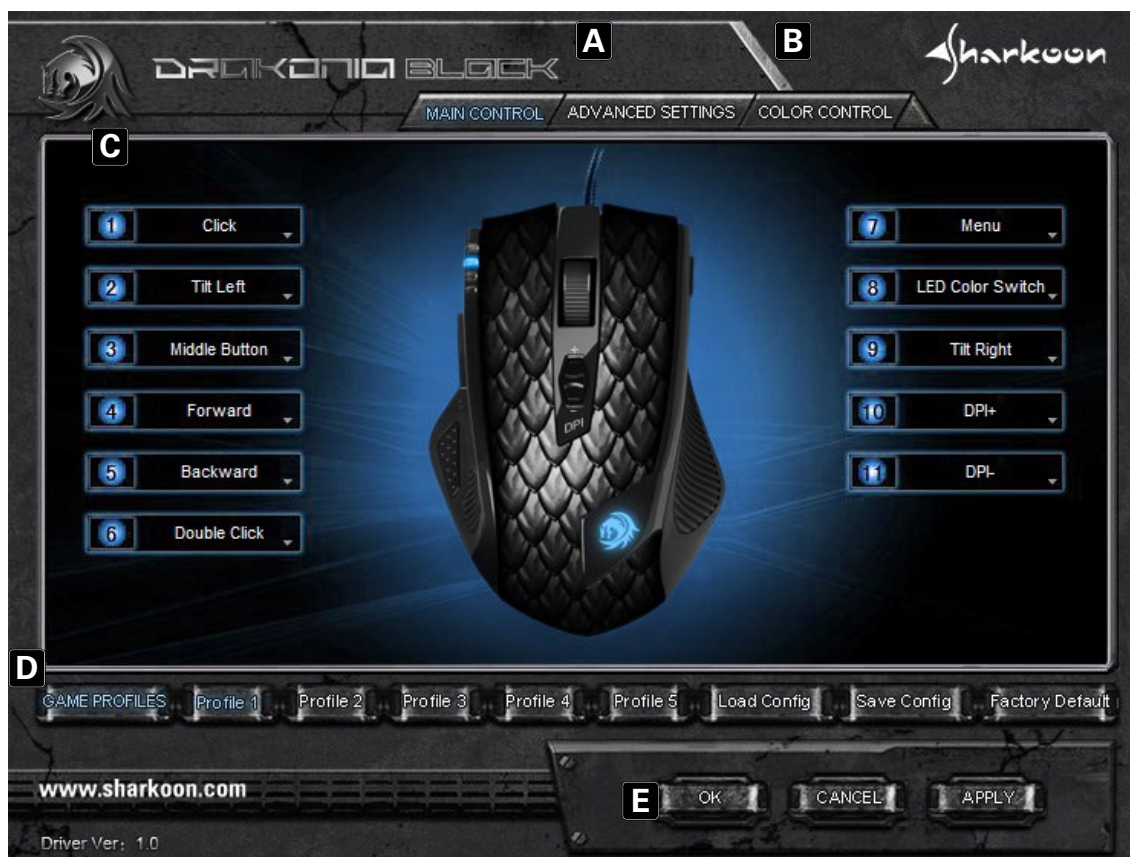 A
B
DRAKONIA BLACK
Sharkoon
MAIN CONTROL
ADVANCED SETTINGS
COLOR CONTROL
C
1 Click
2 Tilt Left
3 Middle Button
4 Forward
5 Backward
6 Double Click
7 Menu
8 LED Color Switch
9 Tilt Right
10 DPI+
11 DPI-
+
DPI
D
GAME PROFILES
Profile 1
Profile 2
Profile 3
Profile 4
Profile 5
Load Config
Save Config
Factory Default
www.sharkoon.com
E
OK
CANCEL
APPLY
Driver Ver: 1.0